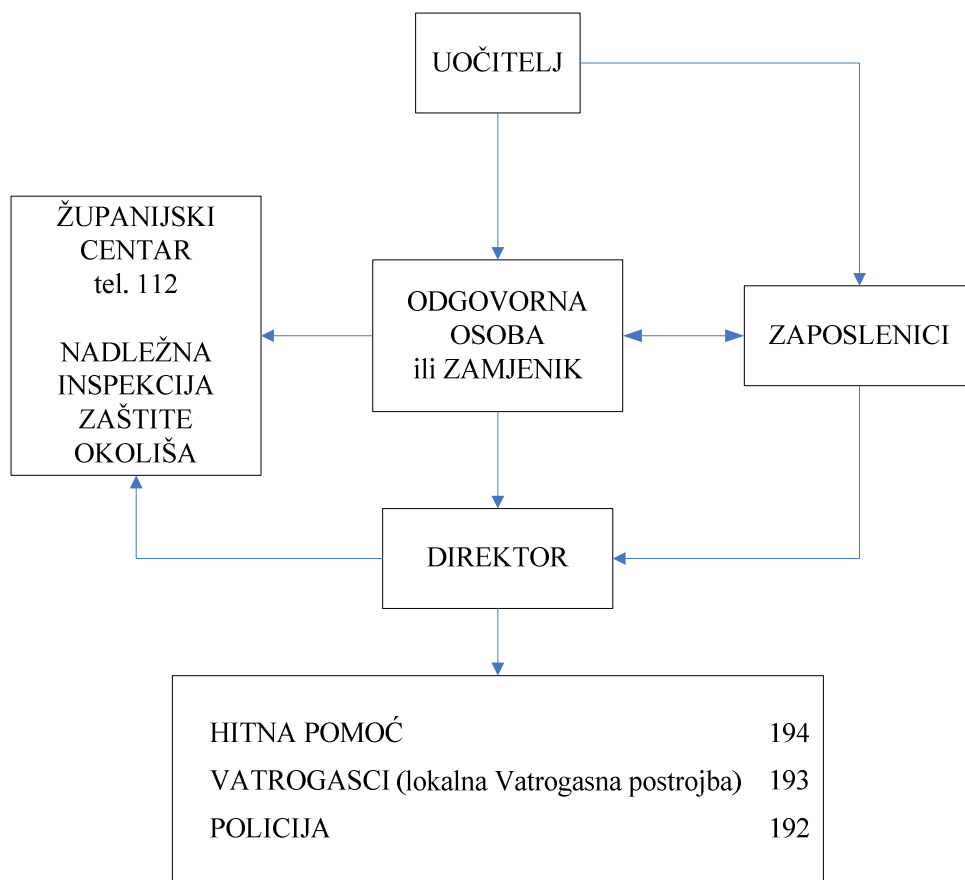 UOČITELJ
ŽUPANIJSKI
CENTAR
tel. 112
NADLEŽNA
INSPEKCIJA
ZAŠTITE
OKOLIŠA
ODGOVORNA
OSOBA
ili ZAMJENIK
ZAPOSLENICI
DIREKTOR
HITNA POMOĆ 194
VATROGASCI (lokalna Vatrogasna postrojba) 193
POLICIJA 192